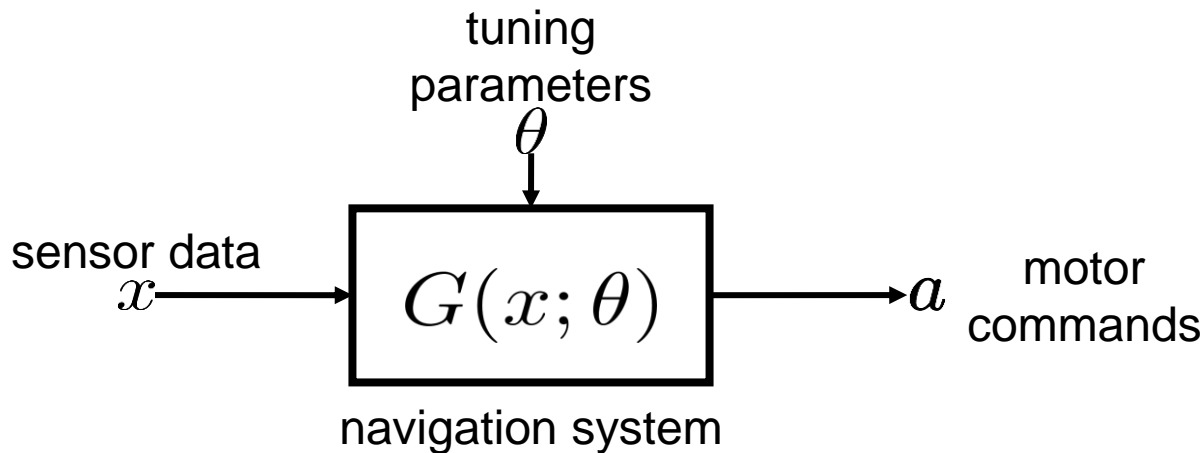 tuning
parameters
θ
sensor data
x
G(x; θ)
a
motor
commands
navigation system